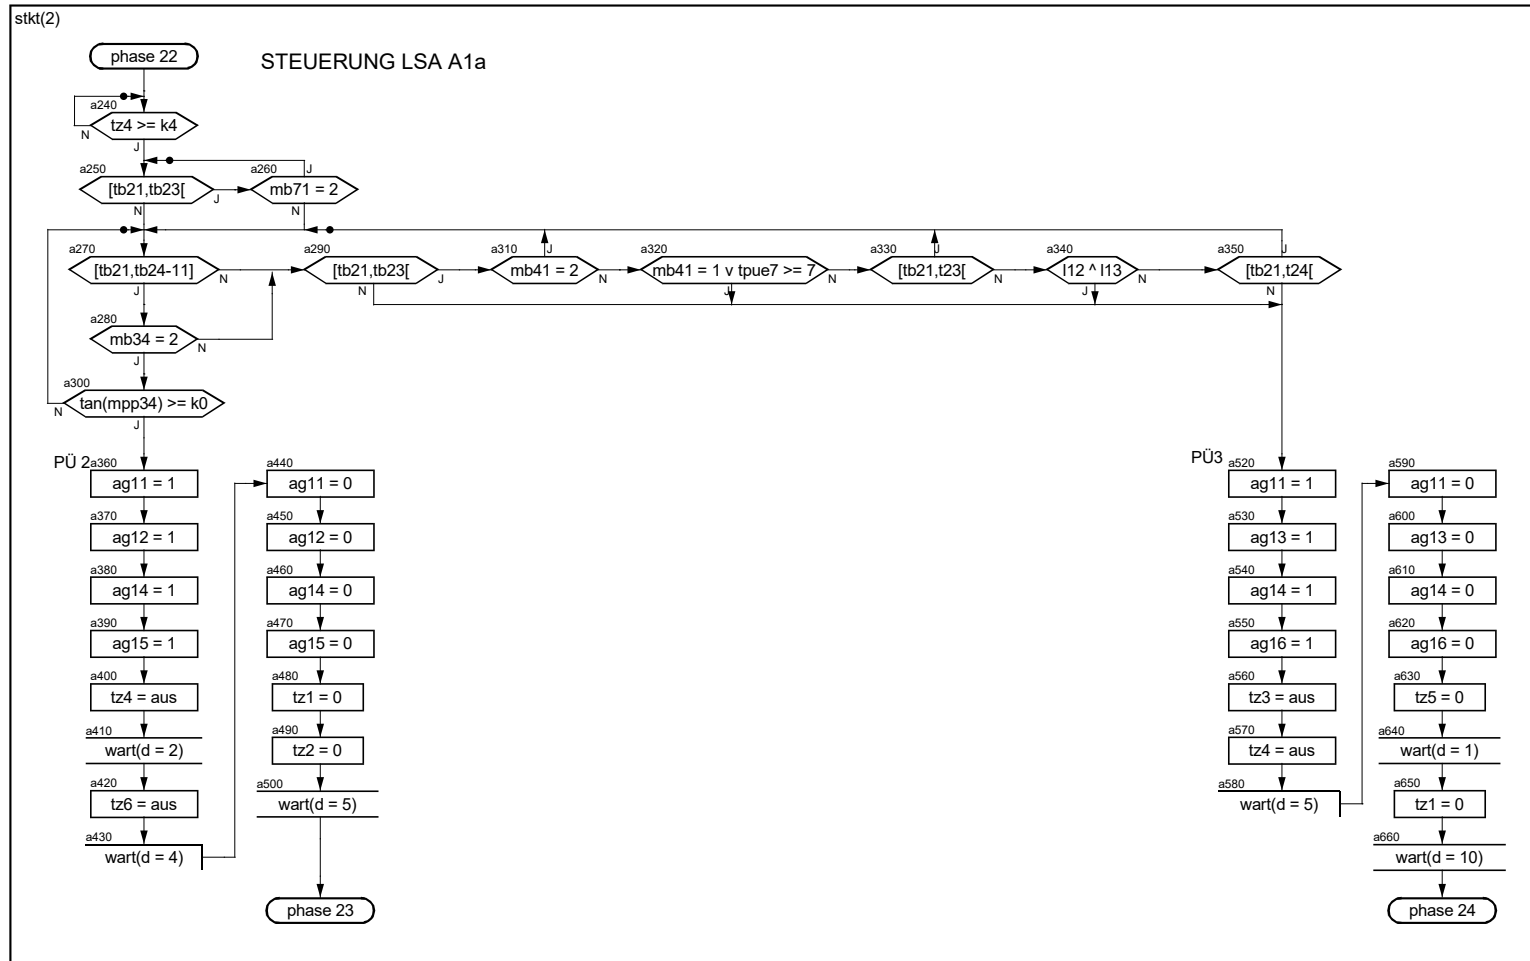 stkt(2)
phase 22
STEUERUNG LSA A1a
a240
tz4 >= k4
N
J
a250
[tb21,tb23[
J
N
a260
mb71 = 2
J
N
a270
[tb21,tb24-11]
N
J
a290
[tb21,tb23[
J
N
a310
mb41 = 2
J
N
a320
mb41 = 1 v tpue7 >= 7
N
J
a330
[tb21,t23[
J
N
a340
l12 ^ l13
N
J
a350
[tb21,t24[
J
N
a280
mb34 = 2
N
J
a300
tan(mpp34) >= k0
N
J
PÜ 2
a360
ag11 = 1
a370
ag12 = 1
a380
ag14 = 1
a390
ag15 = 1
a400
tz4 = aus
a410
wart(d = 2)
a420
tz6 = aus
a430
wart(d = 4)
a440
ag11 = 0
a450
ag12 = 0
a460
ag14 = 0
a470
ag15 = 0
a480
tz1 = 0
a490
tz2 = 0
a500
wart(d = 5)
phase 23
PÜ3
a520
ag11 = 1
a530
ag13 = 1
a540
ag14 = 1
a550
ag16 = 1
a560
tz3 = aus
a570
tz4 = aus
a580
wart(d = 5)
a590
ag11 = 0
a600
ag13 = 0
a610
ag14 = 0
a620
ag16 = 0
a630
tz5 = 0
a640
wart(d = 1)
a650
tz1 = 0
a660
wart(d = 10)
phase 24